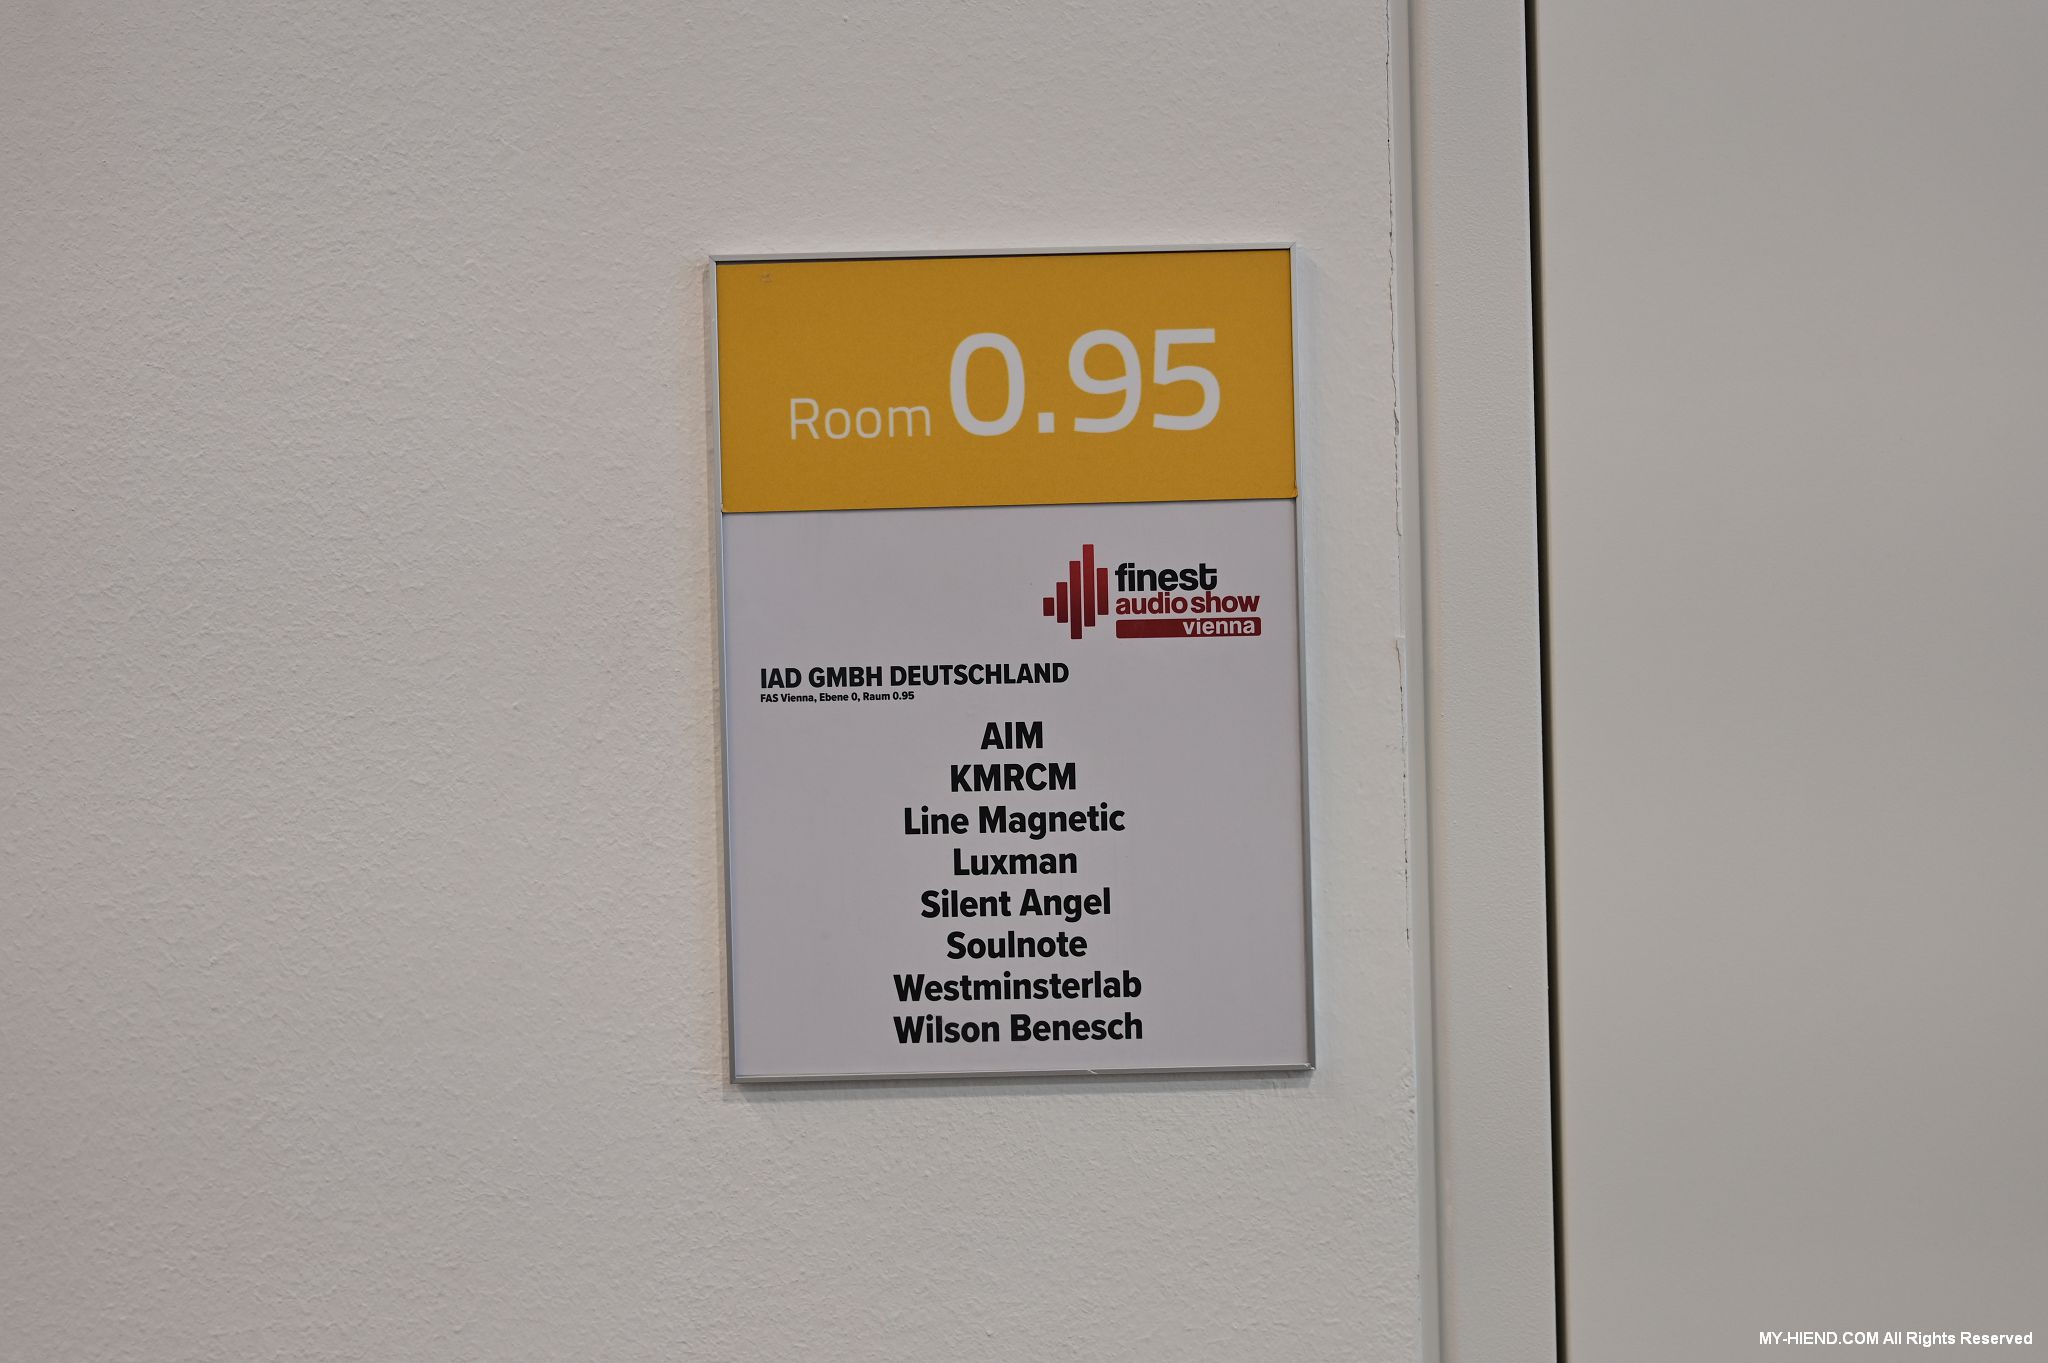 Room 0.95
finest
audio show
vienna
IAD GMBH DEUTSCHLAND
FAS Vienna, Ebene 0, Raum 0.95
AIM
KMRCM
Line Magnetic
Luxman
Silent Angel
Soulnote
Westminsterlab
Wilson Benesch
MY-HIEND.COM All Rights Reserved